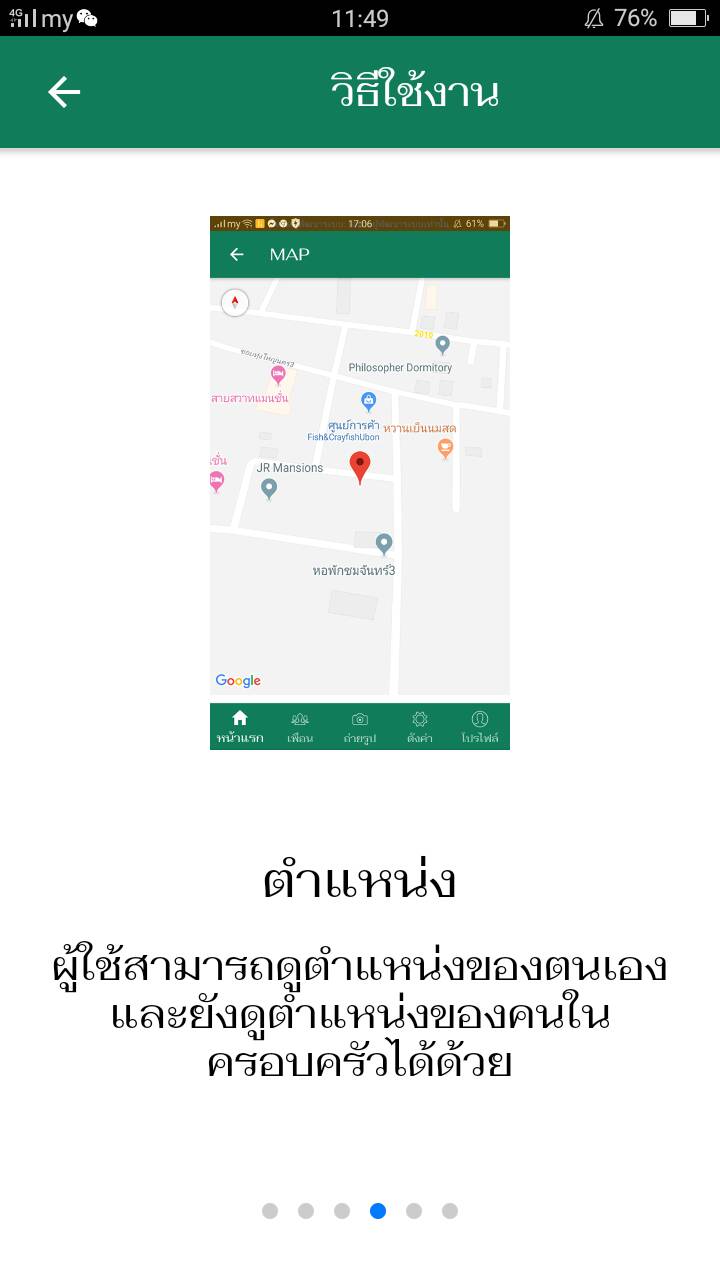 4G my
11:49
76%
วิธีใช้งาน
my
17:06
61%
MAP
2010
Philosopher Dormitory
สายสวาทแมนชั่น
ศูนย์การค้า
Fish&CrayfishUbon
หวานเย็นนมสด
JR Mansions
หอพักชมจันทร์3
Google
หน้าแรก
เพื่อน
ถ่ายรูป
ตั้งค่า
โปรไฟล์
ตำแหน่ง
ผู้ใช้สามารถดูตำแหน่งของตนเอง
และยังดูตำแหน่งของคนใน
ครอบครัวได้ด้วย